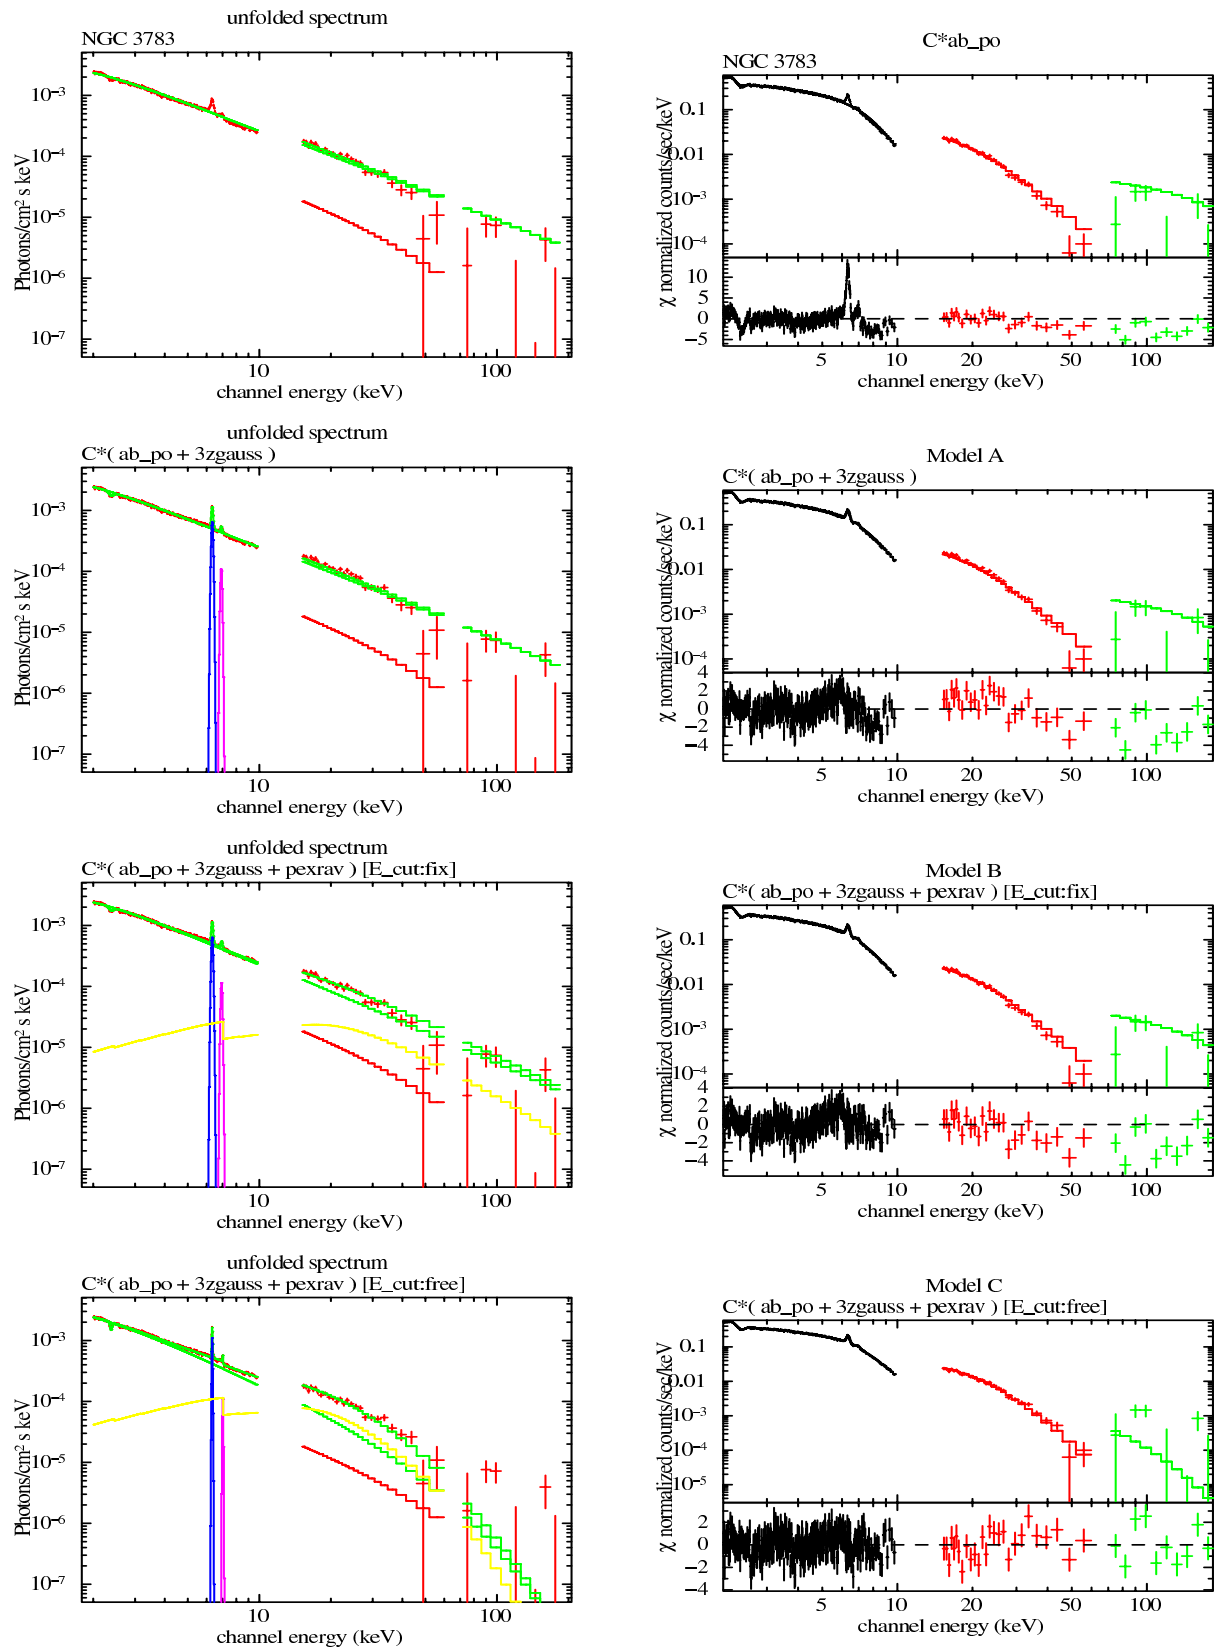 unfolded spectrum
NGC 3783
10−3
10−4
10−5
10−6
10−7
Photons/cm² s keV
10
100
channel energy (keV)
C*ab_po
NGC 3783
0.1
0.01
10−3
10−4
normalized counts/sec/keV
10
5
0
−5
χ
5
10
20
50
100
channel energy (keV)
unfolded spectrum
C*( ab_po + 3zgauss )
10−3
10−4
10−5
10−6
10−7
Photons/cm² s keV
10
100
channel energy (keV)
Model A
C*( ab_po + 3zgauss )
0.1
0.01
10−3
10−4
normalized counts/sec/keV
4
2
0
−2
−4
χ
5
10
20
50
100
channel energy (keV)
unfolded spectrum
C*( ab_po + 3zgauss + pexrav ) [E_cut:fix]
10−3
10−4
10−5
10−6
10−7
Photons/cm² s keV
10
100
channel energy (keV)
Model B
C*( ab_po + 3zgauss + pexrav ) [E_cut:fix]
0.1
0.01
10−3
10−4
normalized counts/sec/keV
4
2
0
−2
−4
χ
5
10
20
50
100
channel energy (keV)
unfolded spectrum
C*( ab_po + 3zgauss + pexrav ) [E_cut:free]
10−3
10−4
10−5
10−6
10−7
Photons/cm² s keV
10
100
channel energy (keV)
Model C
C*( ab_po + 3zgauss + pexrav ) [E_cut:free]
0.1
0.01
10−3
10−4
10−5
normalized counts/sec/keV
2
0
−2
−4
χ
5
10
20
50
100
channel energy (keV)